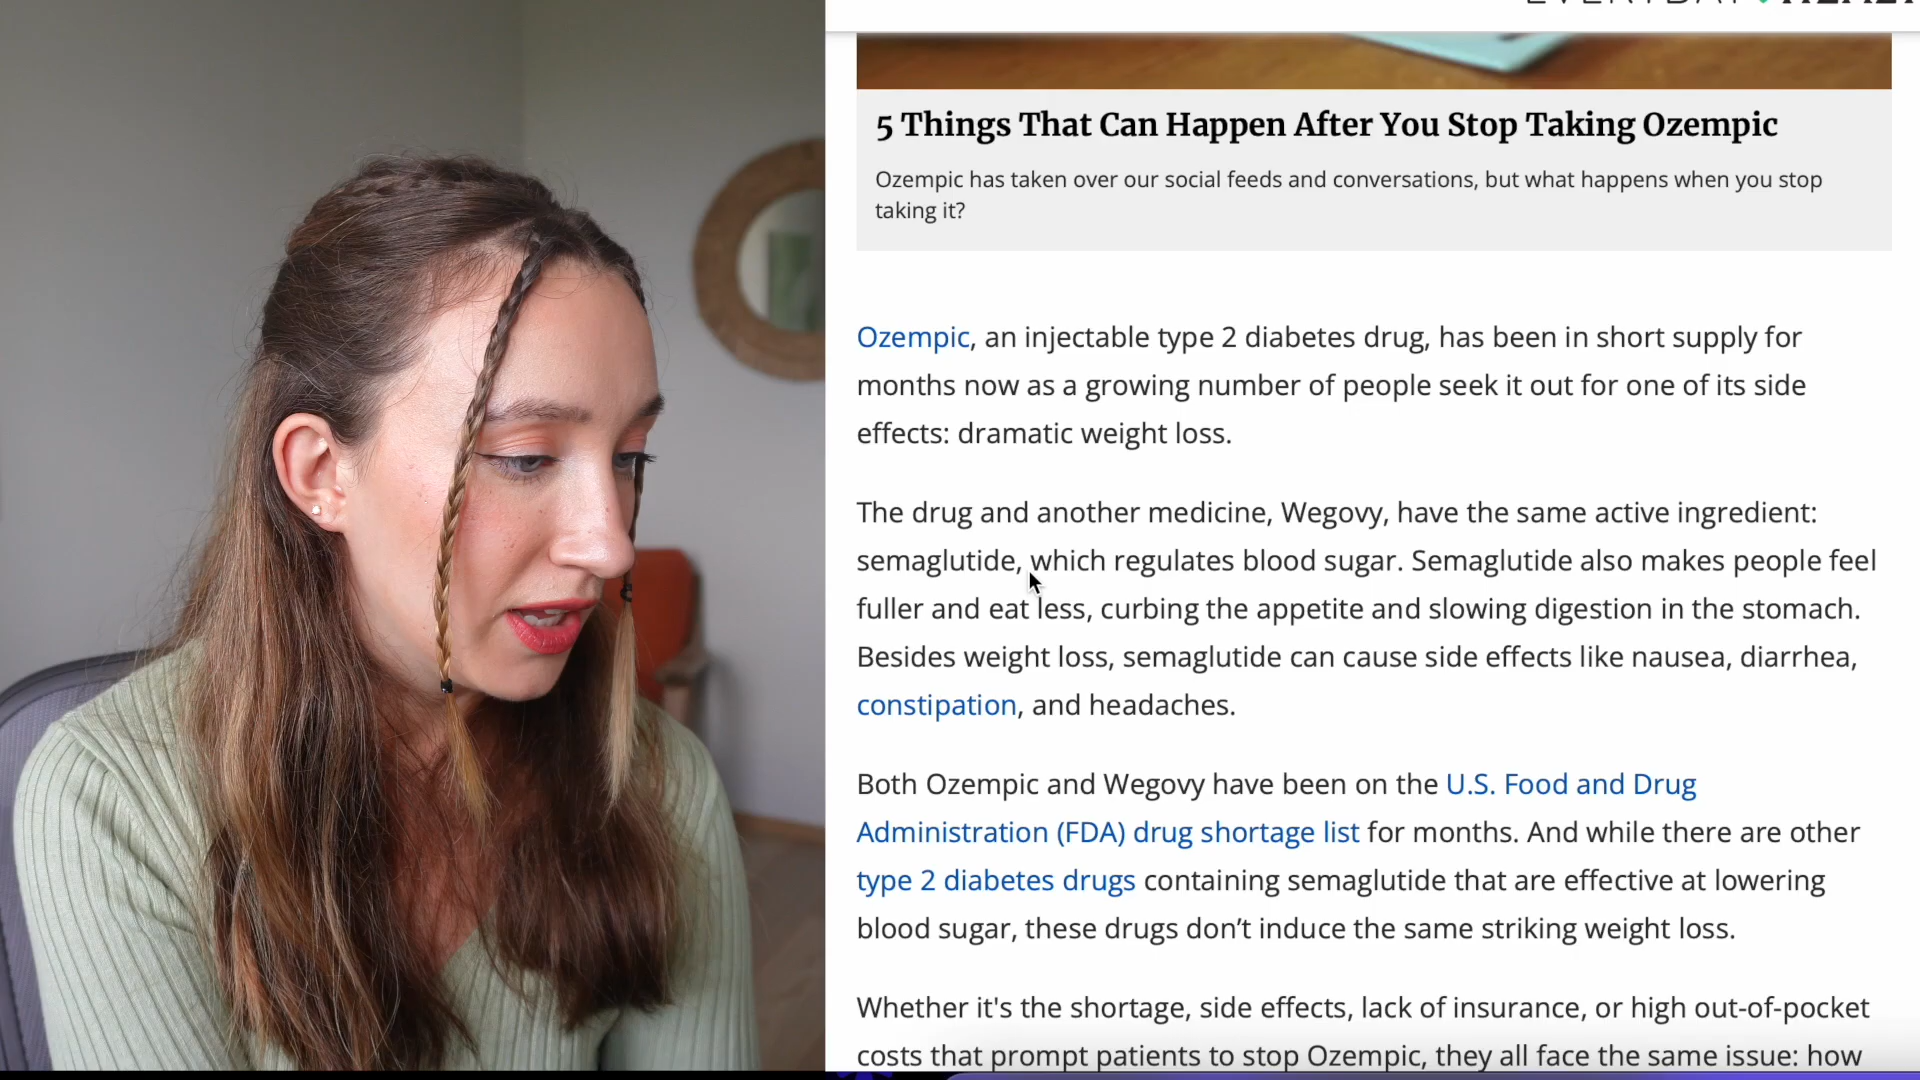 EVERYDAY HEALTH
5 Things That Can Happen After You Stop Taking Ozempic
Ozempic has taken over our social feeds and conversations, but what happens when you stop
taking it?
Ozempic, an injectable type 2 diabetes drug, has been in short supply for
months now as a growing number of people seek it out for one of its side
effects: dramatic weight loss.
The drug and another medicine, Wegovy, have the same active ingredient:
semaglutide, which regulates blood sugar. Semaglutide also makes people feel
fuller and eat less, curbing the appetite and slowing digestion in the stomach.
Besides weight loss, semaglutide can cause side effects like nausea, diarrhea,
constipation, and headaches.
Both Ozempic and Wegovy have been on the U.S. Food and Drug
Administration (FDA) drug shortage list for months. And while there are other
type 2 diabetes drugs containing semaglutide that are effective at lowering
blood sugar, these drugs don’t induce the same striking weight loss.
Whether it's the shortage, side effects, lack of insurance, or high out-of-pocket
costs that prompt patients to stop Ozempic, they all face the same issue: how